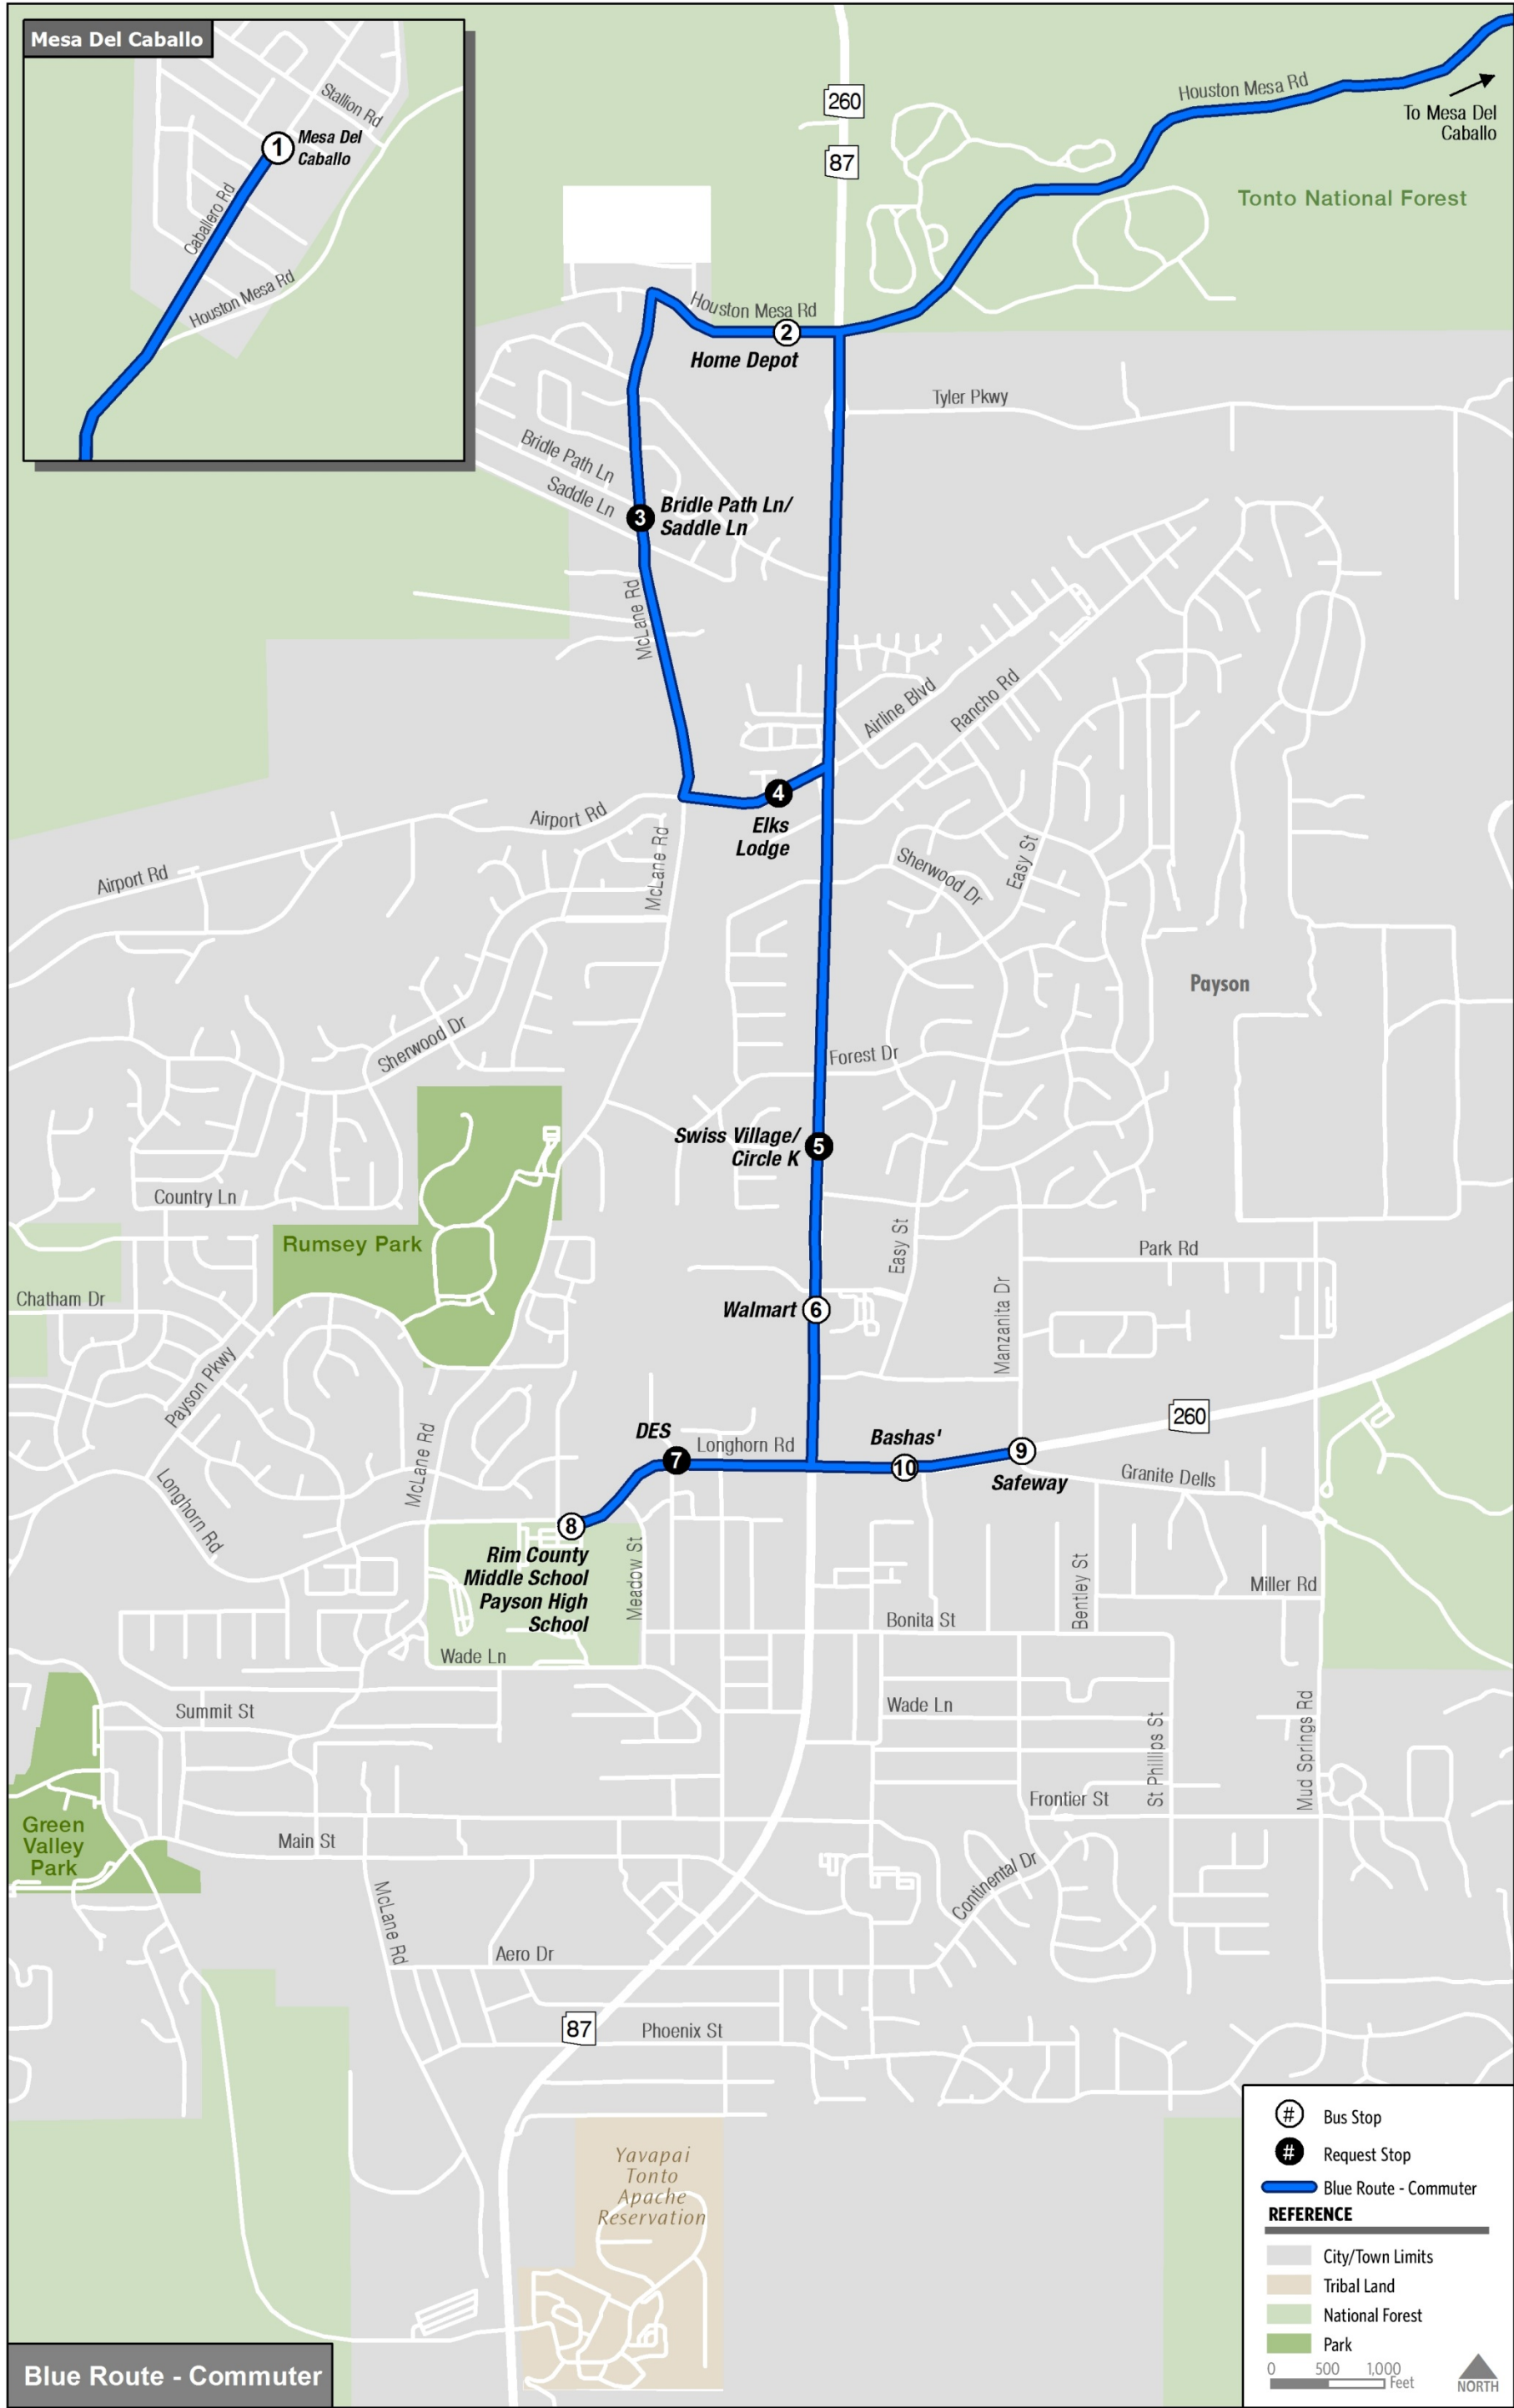 Mesa Del Caballo
Stallion Rd
1
Mesa Del
Caballo
Caballero Rd
Houston Mesa Rd
260
87
Houston Mesa Rd
To Mesa Del
Caballo
Tonto National Forest
Houston Mesa Rd
2
Home Depot
Tyler Pkwy
Bridle Path Ln
Saddle Ln
3
Bridle Path Ln/
Saddle Ln
McLane Rd
Airline Blvd
Rancho Rd
4
Elks
Lodge
Airport Rd
Airport Rd
McLane Rd
Sherwood Dr
Easy St
Payson
Sherwood Dr
Forest Dr
Swiss Village/
Circle K
5
Country Ln
Rumsey Park
Easy St
Park Rd
Chatham Dr
Walmart
6
Manzanita Dr
Payson Pkwy
260
McLane Rd
DES
7
Longhorn Rd
Bashas'
10
9
Safeway
Granite Dells
Longhorn Rd
8
Rim County
Middle School
Payson High
School
Meadow St
Bentley St
Miller Rd
Bonita St
Wade Ln
Wade Ln
Summit St
St Phillips St
Mud Springs Rd
Frontier St
Green
Valley
Park
Main St
McLane Rd
Continental Dr
Aero Dr
87
Phoenix St
Yavapai
Tonto
Apache
Reservation
# Bus Stop
# Request Stop
Blue Route - Commuter
REFERENCE
City/Town Limits
Tribal Land
National Forest
Park
0 500 1,000
Feet
NORTH
Blue Route - Commuter